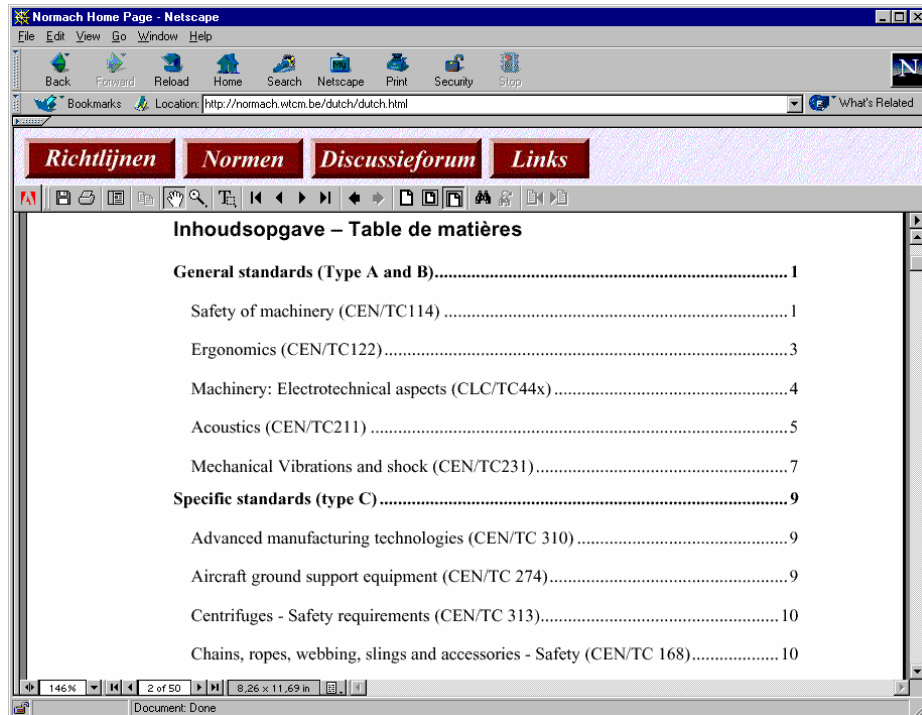 Normach Home Page - Netscape
File Edit View Go Window Help
Back Forward Reload Home Search Netscape Print Security Stop
Bookmarks Location: http://normach.wtcm.be/dutch/dutch.html What's Related
Richtlijnen Normen Discussieforum Links
Inhoudsopgave – Table de matières
General standards (Type A and B)........................................................................................ 1
Safety of machinery (CEN/TC114) ...................................................................................... 1
Ergonomics (CEN/TC122)..................................................................................................... 3
Machinery: Electrotechnical aspects (CLC/TC44x)........................................................... 4
Acoustics (CEN/TC211) ........................................................................................................ 5
Mechanical Vibrations and shock (CEN/TC231)................................................................ 7
Specific standards (type C)...................................................................................................... 9
Advanced manufacturing technologies (CEN/TC 310) ...................................................... 9
Aircraft ground support equipment (CEN/TC 274)............................................................. 9
Centrifuges - Safety requirements (CEN/TC 313)............................................................. 10
Chains, ropes, webbing, slings and accessories - Safety (CEN/TC 168)..................... 10
146% 2 of 50 8,26 x 11,69 in
Document: Done